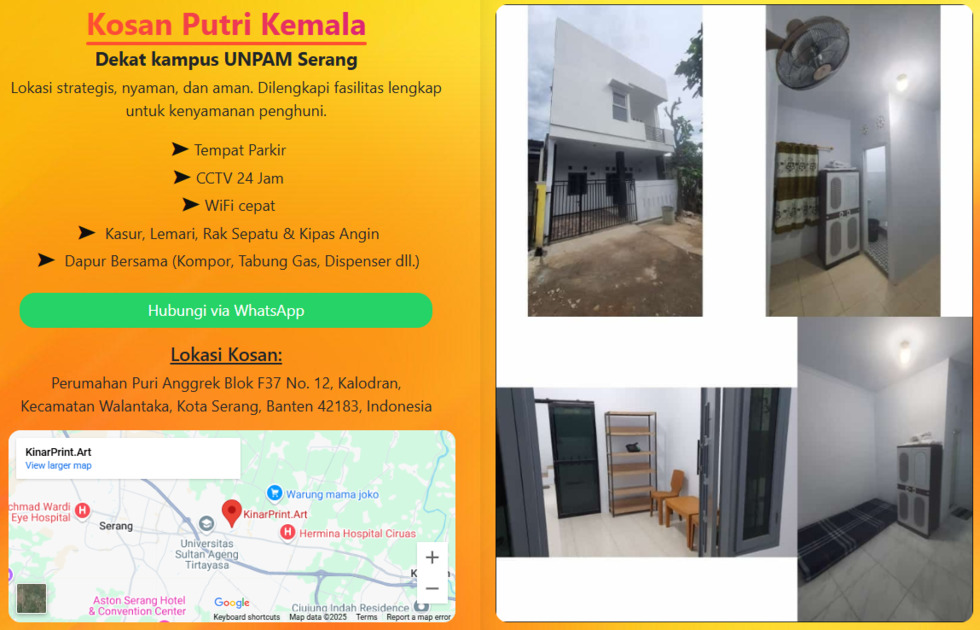 Kosan Putri Kemala
Dekat kampus UNPAM Serang
Lokasi strategis, nyaman, dan aman. Dilengkapi fasilitas lengkap
untuk kenyamanan penghuni.
➤ Tempat Parkir
➤ CCTV 24 Jam
➤ WiFi cepat
➤ Kasur, Lemari, Rak Sepatu & Kipas Angin
➤ Dapur Bersama (Kompor, Tabung Gas, Dispenser dll.)
Hubungi via WhatsApp
Lokasi Kosan:
Perumahan Puri Anggrek Blok F37 No. 12, Kalodran,
Kecamatan Walantaka, Kota Serang, Banten 42183, Indonesia
KinarPrint.Art
View larger map
Warung mama joko
chmad Wardi
Eye Hospital
KinarPrint.Art
Serang
Hermina Hospital Ciruas
Universitas
Sultan Ageng
Tirtayasa
+
−
Aston Serang Hotel
& Convention Center
Google
Ciujung Indah Residence
Keyboard shortcuts
Map data ©2025
Terms
Report a map error